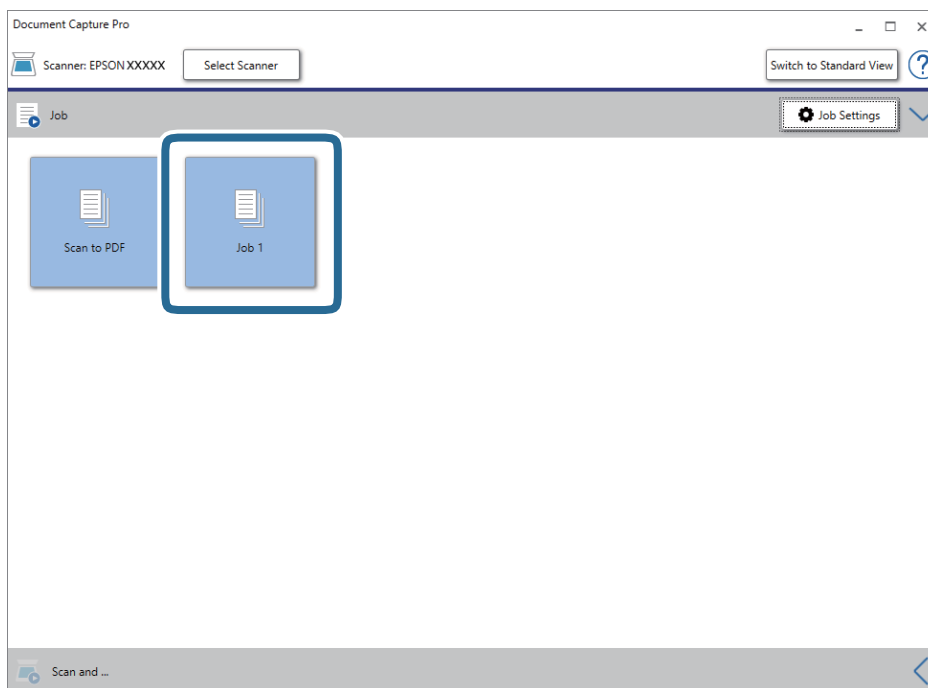 Document Capture Pro
Scanner: EPSON XXXXX
Select Scanner
Switch to Standard View
?
Job
Job Settings
Scan to PDF
Job 1
Scan and ...